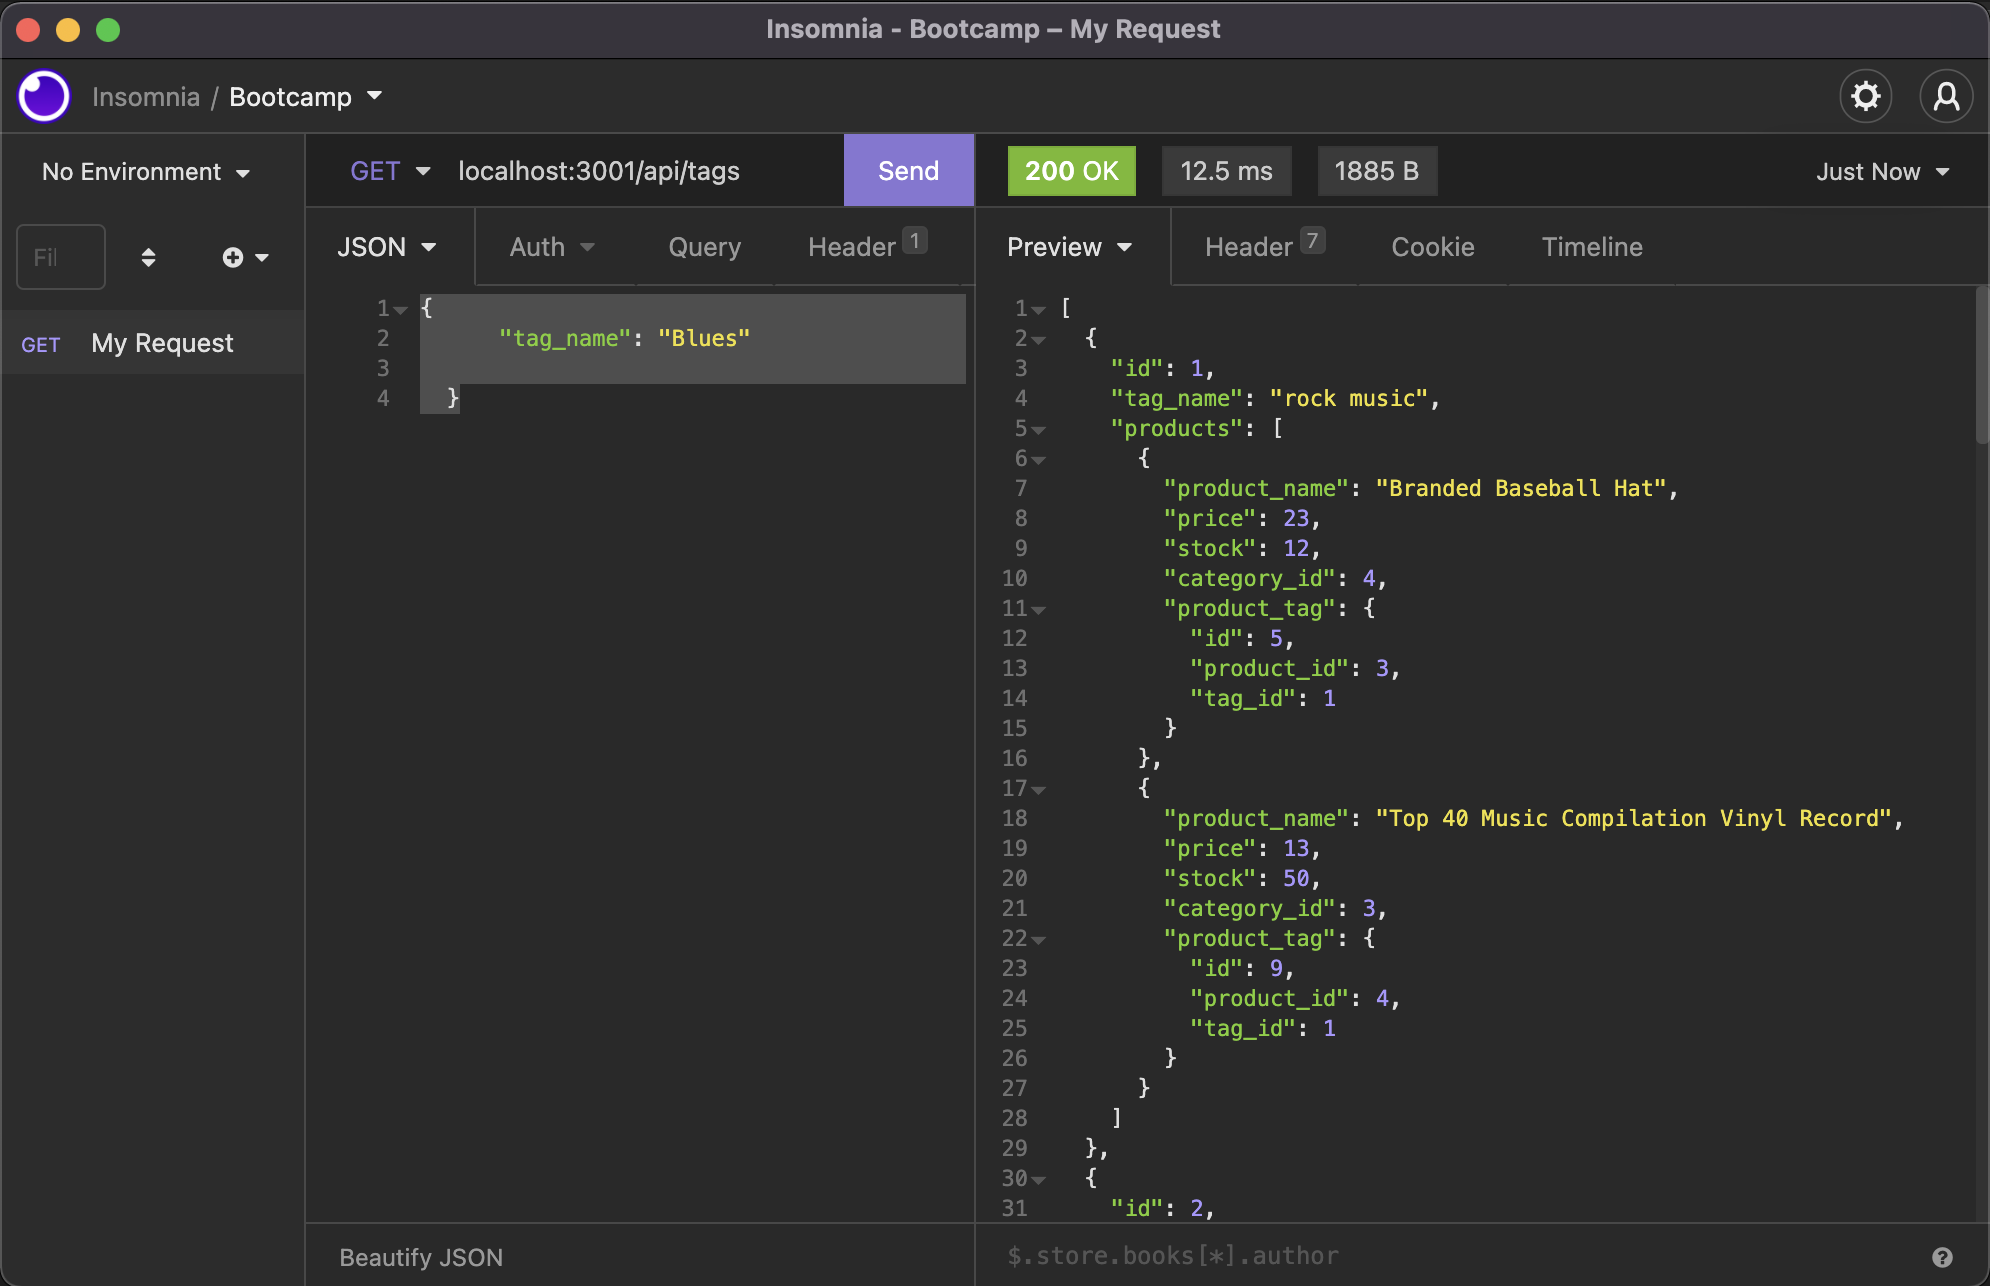 Insomnia - Bootcamp – My Request
Insomnia / Bootcamp
No Environment
GET localhost:3001/api/tags Send
200 OK 12.5 ms 1885 B Just Now
Fil
JSON Auth Query Header 1
Preview Header 7 Cookie Timeline
GET My Request
1 {
2 "tag_name": "Blues"
3
4 }
1 [
2 {
3 "id": 1,
4 "tag_name": "rock music",
5 "products": [
6 {
7 "product_name": "Branded Baseball Hat",
8 "price": 23,
9 "stock": 12,
10 "category_id": 4,
11 "product_tag": {
12 "id": 5,
13 "product_id": 3,
14 "tag_id": 1
15 }
16 },
17 {
18 "product_name": "Top 40 Music Compilation Vinyl Record",
19 "price": 13,
20 "stock": 50,
21 "category_id": 3,
22 "product_tag": {
23 "id": 9,
24 "product_id": 4,
25 "tag_id": 1
26 }
27 }
28 ]
29 },
30 {
31 "id": 2,
Beautify JSON
$.store.books[*].author